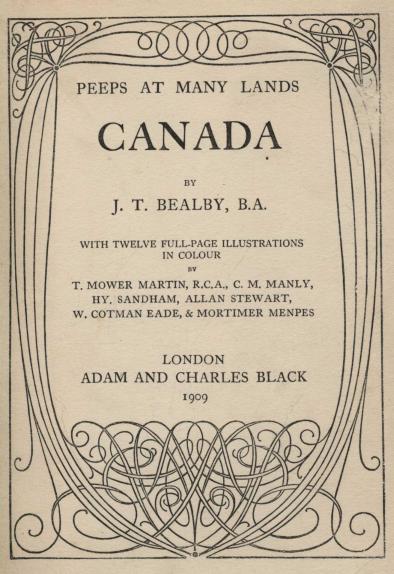 PEEPS AT MANY LANDS
CANADA
BY
J. T. BEALBY, B.A.
WITH TWELVE FULL-PAGE ILLUSTRATIONS
IN COLOUR
BY
T. MOWER MARTIN, R.C.A., C. M. MANLY,
HY. SANDHAM, ALLAN STEWART,
W. COTMAN EADE, & MORTIMER MENPES
LONDON
ADAM AND CHARLES BLACK
1909